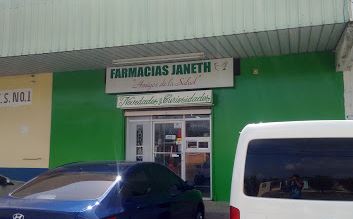 FARMACIAS JANETH
"Amigos de la Salud"
Novedades y Curiosidades
S. NO. 1